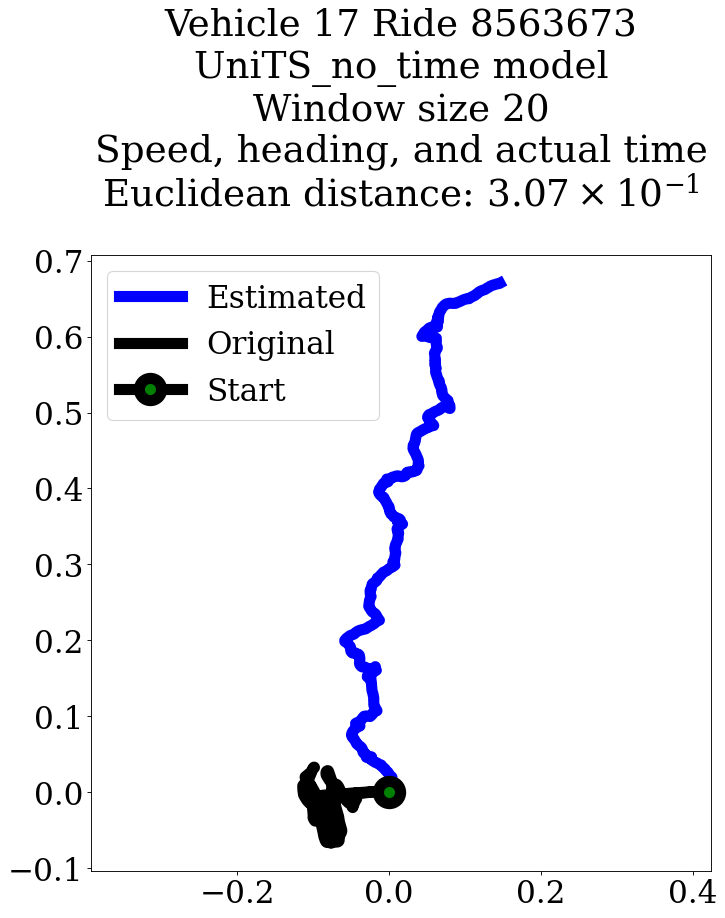 Vehicle 17 Ride 8563673
UniTS_no_time model
Window size 20
Speed, heading, and actual time
Euclidean distance: 3.07 × 10⁻¹
0.7
0.6
0.5
0.4
0.3
0.2
0.1
0.0
−0.1
Estimated
Original
Start
−0.2
0.0
0.2
0.4